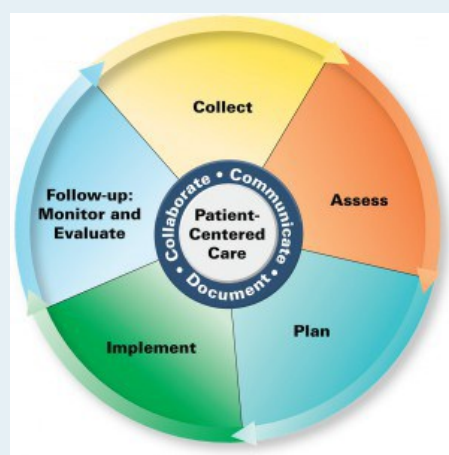 Collect
Assess
Plan
Implement
Follow-up:
Monitor and
Evaluate
Collaborate • Communicate • Document •
Patient-
Centered
Care